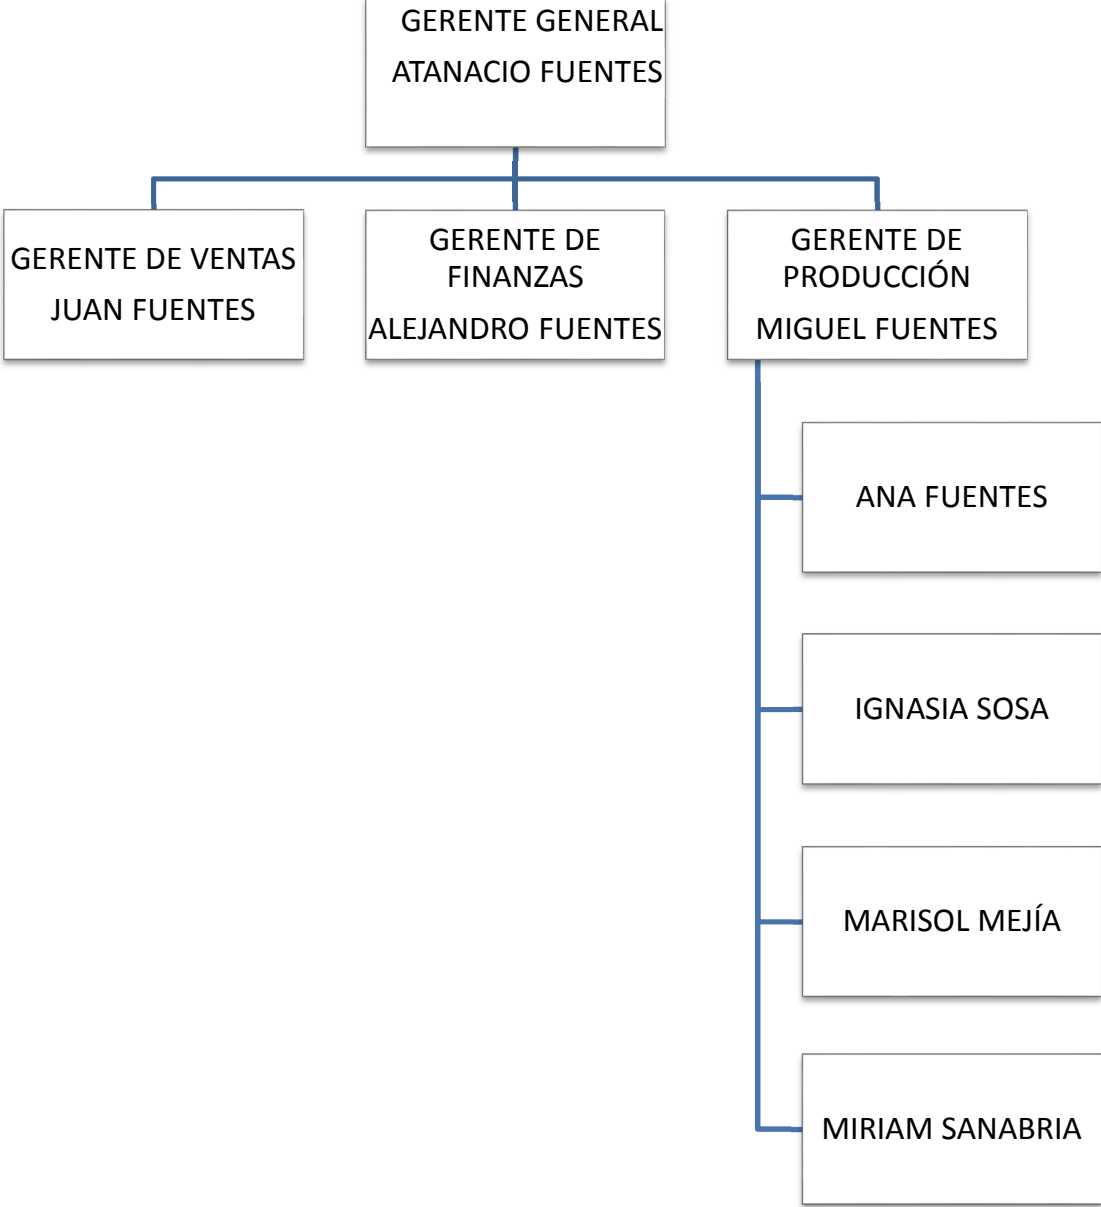 GERENTE GENERAL
ATANACIO FUENTES
GERENTE DE VENTAS
JUAN FUENTES
GERENTE DE
FINANZAS
ALEJANDRO FUENTES
GERENTE DE
PRODUCCIÓN
MIGUEL FUENTES
ANA FUENTES
IGNASIA SOSA
MARISOL MEJÍA
MIRIAM SANABRIA